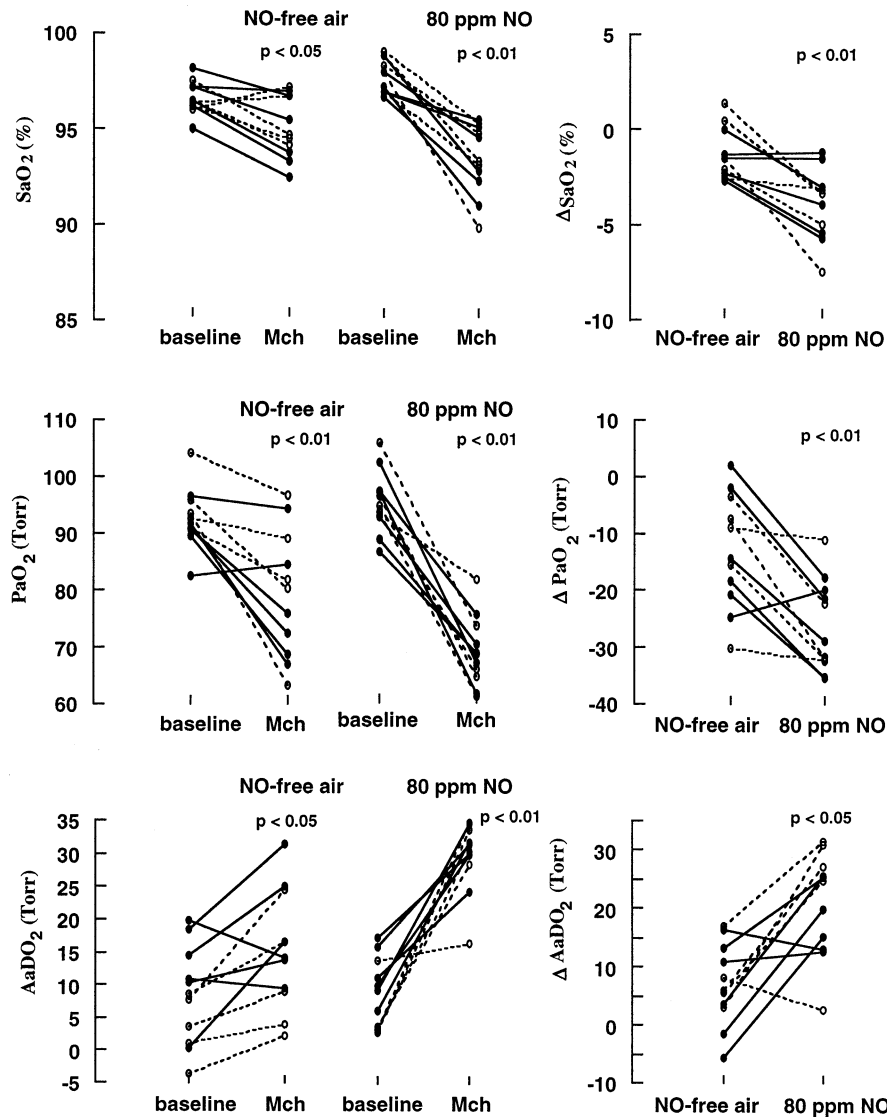 NO-free air 80 ppm NO
p < 0.05 p < 0.01 p < 0.01
100
95
90
85
SaO2 (%)
baseline Mch baseline Mch
5
0
-5
-10
ΔSaO2 (%)
NO-free air 80 ppm NO
NO-free air 80 ppm NO
p < 0.01 p < 0.01 p < 0.01
110
100
90
80
70
60
PaO2 (Torr)
baseline Mch baseline Mch
10
0
-10
-20
-30
-40
Δ PaO2 (Torr)
NO-free air 80 ppm NO
NO-free air 80 ppm NO
p < 0.05 p < 0.01 p < 0.05
35
30
25
20
15
10
5
0
-5
AaDO2 (Torr)
baseline Mch baseline Mch
30
20
10
0
-10
Δ AaDO2 (Torr)
NO-free air 80 ppm NO